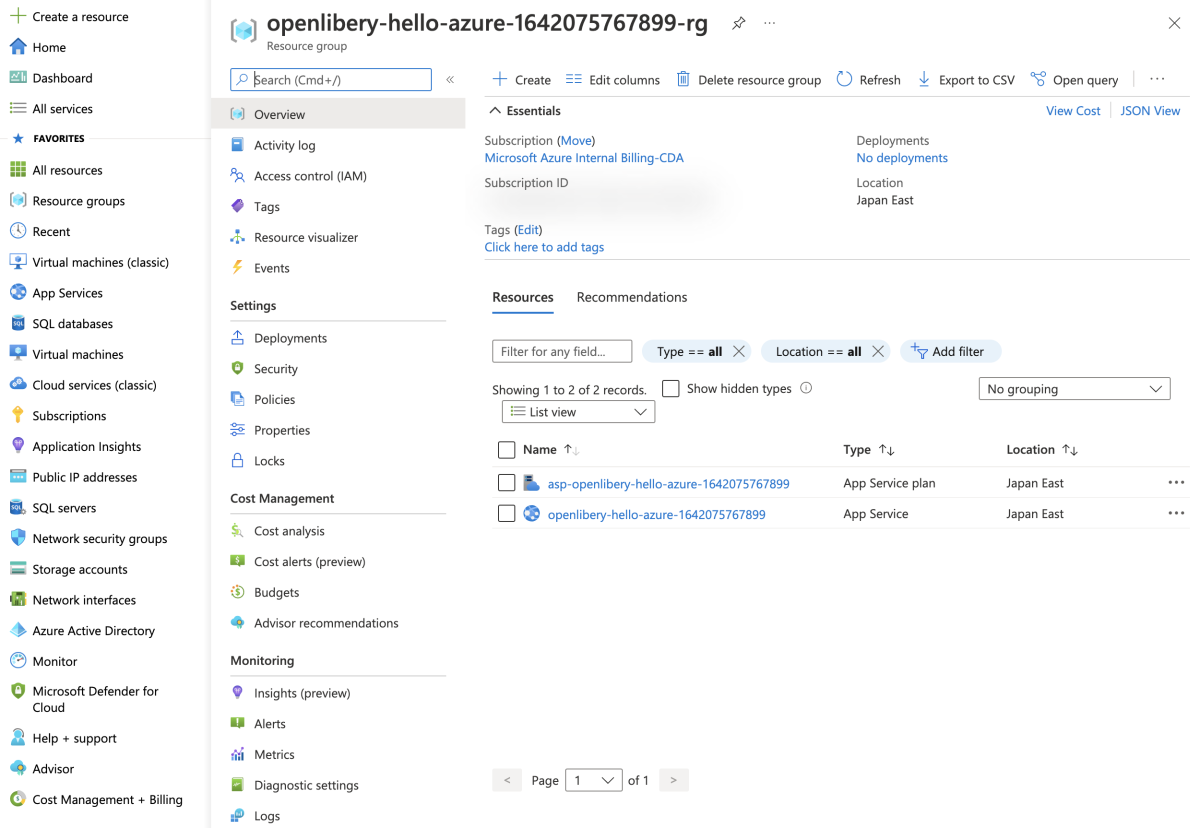 Create a resource
Home
Dashboard
All services
FAVORITES
All resources
Resource groups
Recent
Virtual machines (classic)
App Services
SQL databases
Virtual machines
Cloud services (classic)
Subscriptions
Application Insights
Public IP addresses
SQL servers
Network security groups
Storage accounts
Network interfaces
Azure Active Directory
Monitor
Microsoft Defender for
Cloud
Help + support
Advisor
Cost Management + Billing
openlibery-hello-azure-1642075767899-rg
Resource group
Search (Cmd+/)
Overview
Activity log
Access control (IAM)
Tags
Resource visualizer
Events
Settings
Deployments
Security
Policies
Properties
Locks
Cost Management
Cost analysis
Cost alerts (preview)
Budgets
Advisor recommendations
Monitoring
Insights (preview)
Alerts
Metrics
Diagnostic settings
Logs
Create Edit columns Delete resource group Refresh Export to CSV Open query
Essentials
View Cost JSON View
Subscription (Move)
Microsoft Azure Internal Billing-CDA
Subscription ID
Deployments
No deployments
Location
Japan East
Tags (Edit)
Click here to add tags
Resources Recommendations
Filter for any field... Type == all Location == all Add filter
Showing 1 to 2 of 2 records. Show hidden types No grouping
List view
Name Type Location
asp-openlibery-hello-azure-1642075767899 App Service plan Japan East
openlibery-hello-azure-1642075767899 App Service Japan East
< Page 1 of 1 >